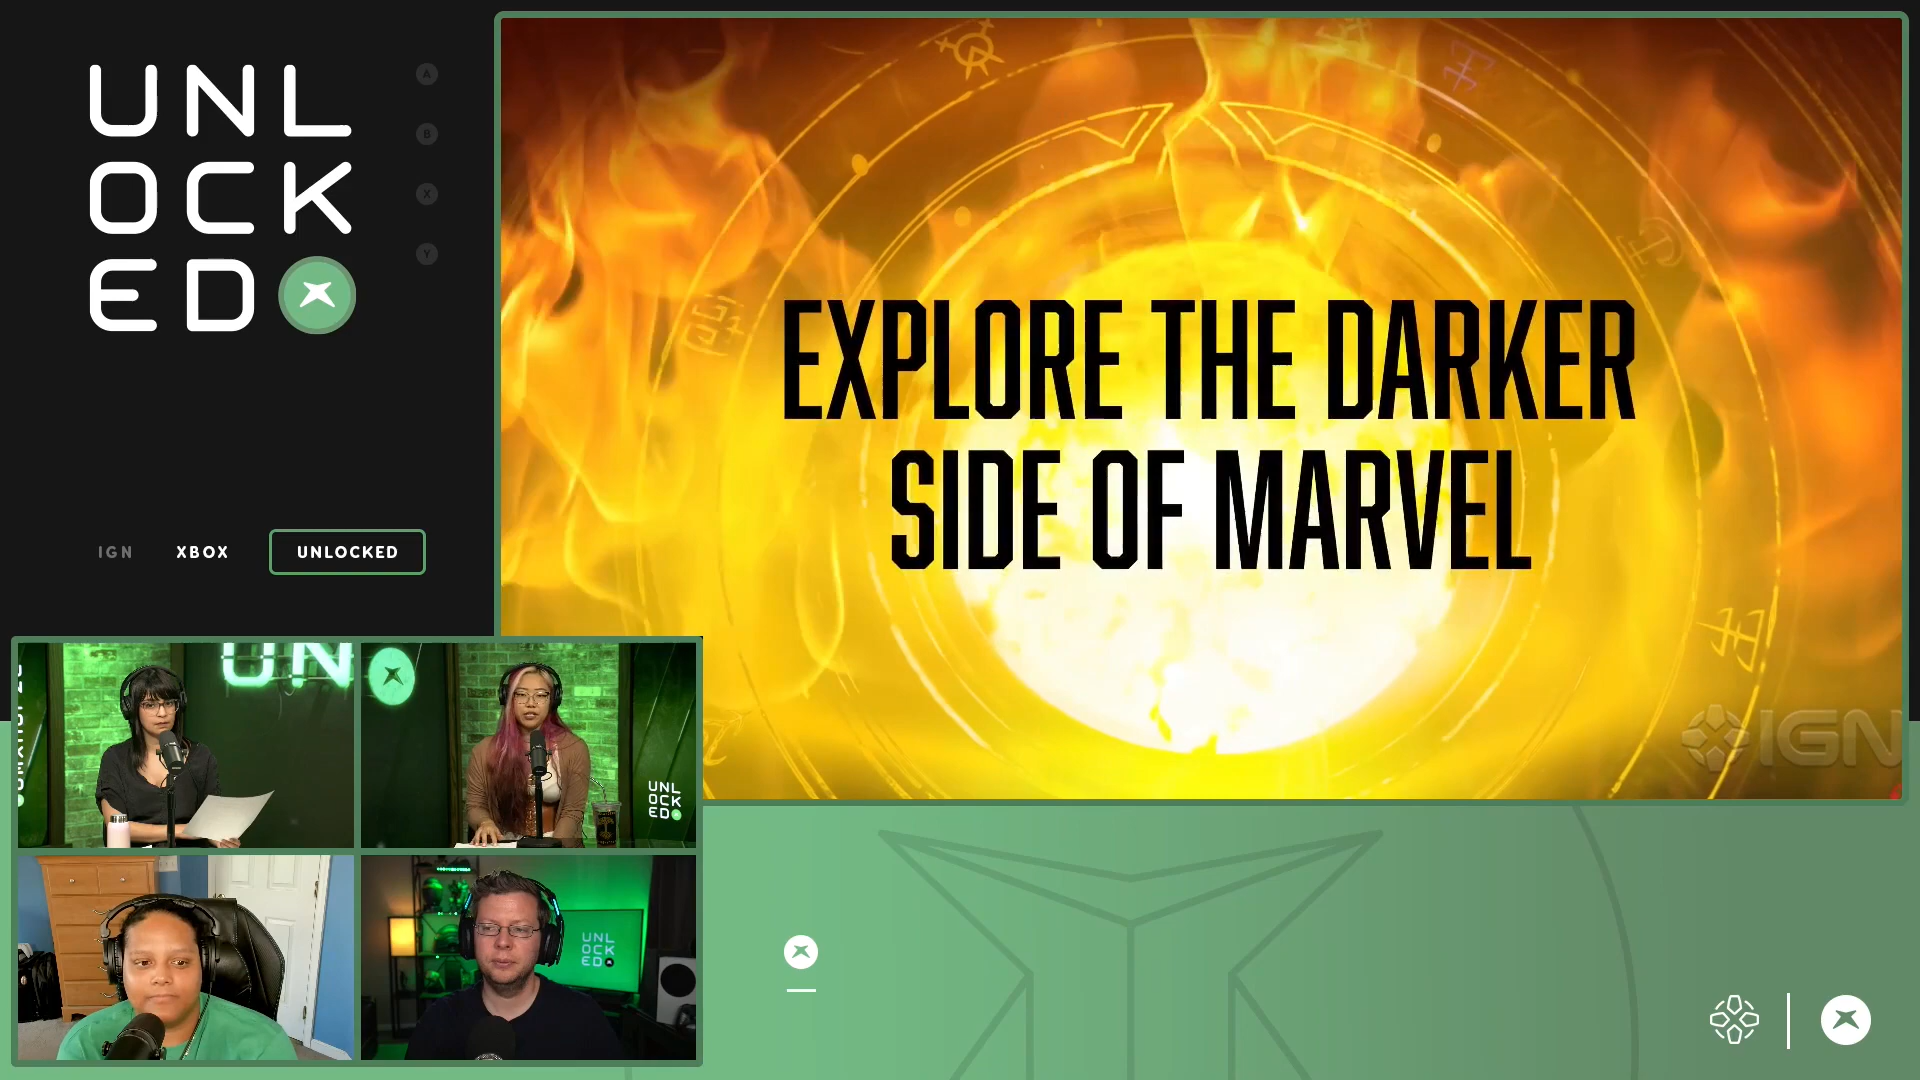 UNL
OCK
ED
A
B
X
Y
IGN XBOX UNLOCKED
EXPLORE THE DARKER
SIDE OF MARVEL
IGN
UN
UNL
OCK
ED
UNL
OCK
ED